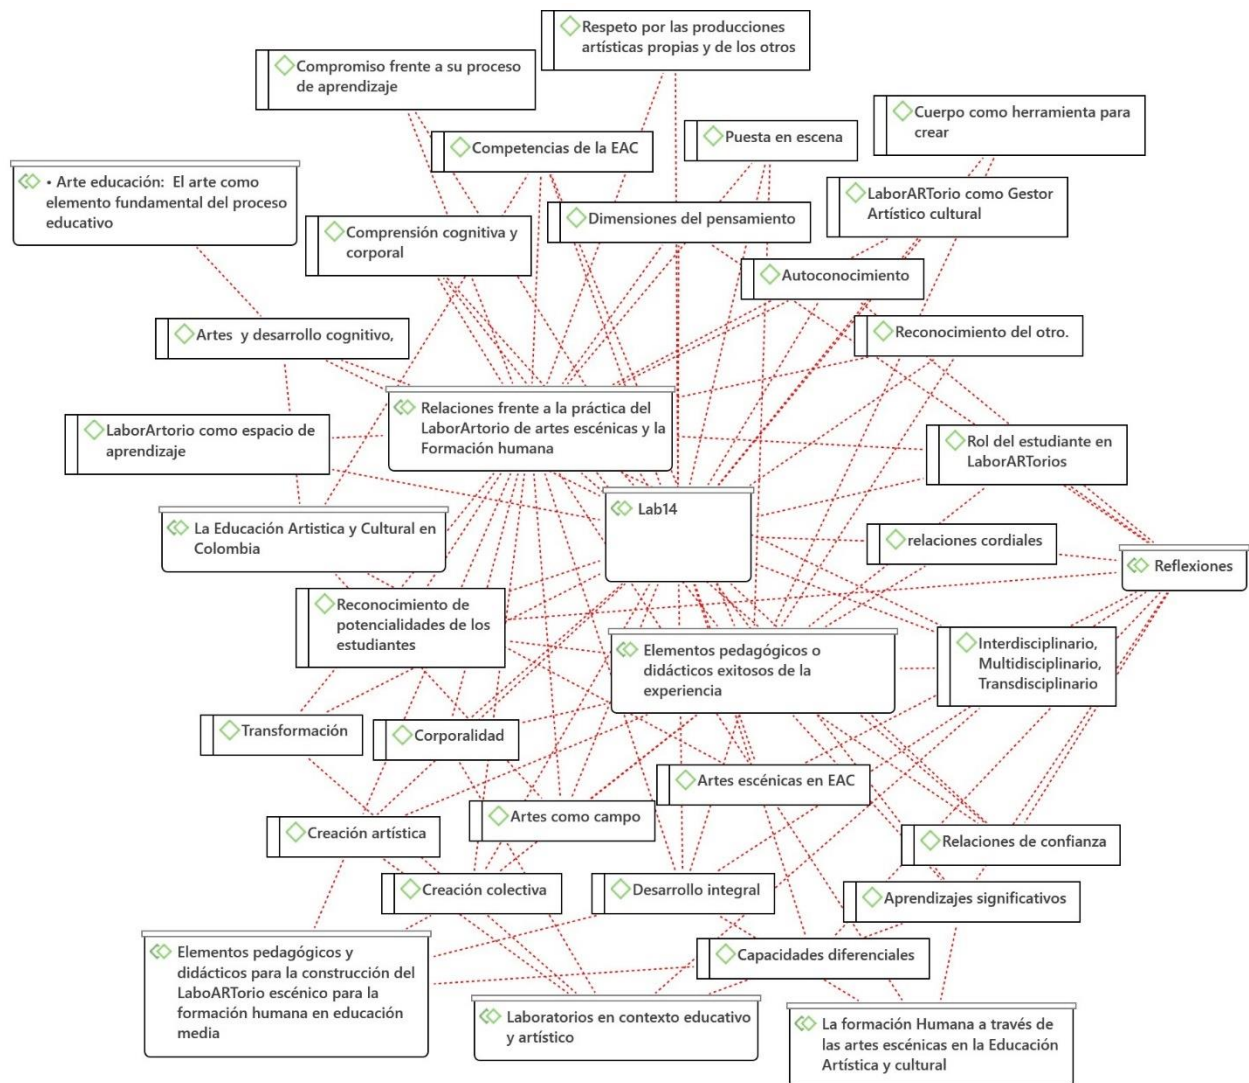 Respeto por las producciones
artísticas propias y de los otros
Compromiso frente a su proceso
de aprendizaje
Cuerpo como herramienta para
crear
Competencias de la EAC
Puesta en escena
• Arte educación: El arte como
elemento fundamental del proceso
educativo
LaborARTorio como Gestor
Artístico cultural
Comprensión cognitiva y
corporal
Dimensiones del pensamiento
Autoconocimiento
Artes y desarrollo cognitivo,
Reconocimiento del otro.
Relaciones frente a la práctica del
LaborArtorio de artes escénicas y la
Formación humana
LaborArtorio como espacio de
aprendizaje
Rol del estudiante en
LaborARTorios
Lab14
La Educación Artistica y Cultural en
Colombia
relaciones cordiales
Reflexiones
Reconocimiento de
potencialidades de los
estudiantes
Elementos pedagógicos o
didácticos exitosos de la
experiencia
Interdisciplinario,
Multidisciplinario,
Transdisciplinario
Transformación
Corporalidad
Artes escénicas en EAC
Creación artística
Artes como campo
Relaciones de confianza
Creación colectiva
Desarrollo integral
Aprendizajes significativos
Elementos pedagógicos y
didácticos para la construcción del
LaboARTorio escénico para la
formación humana en educación
media
Capacidades diferenciales
Laboratorios en contexto educativo
y artístico
La formación Humana a través de
las artes escénicas en la Educación
Artística y cultural